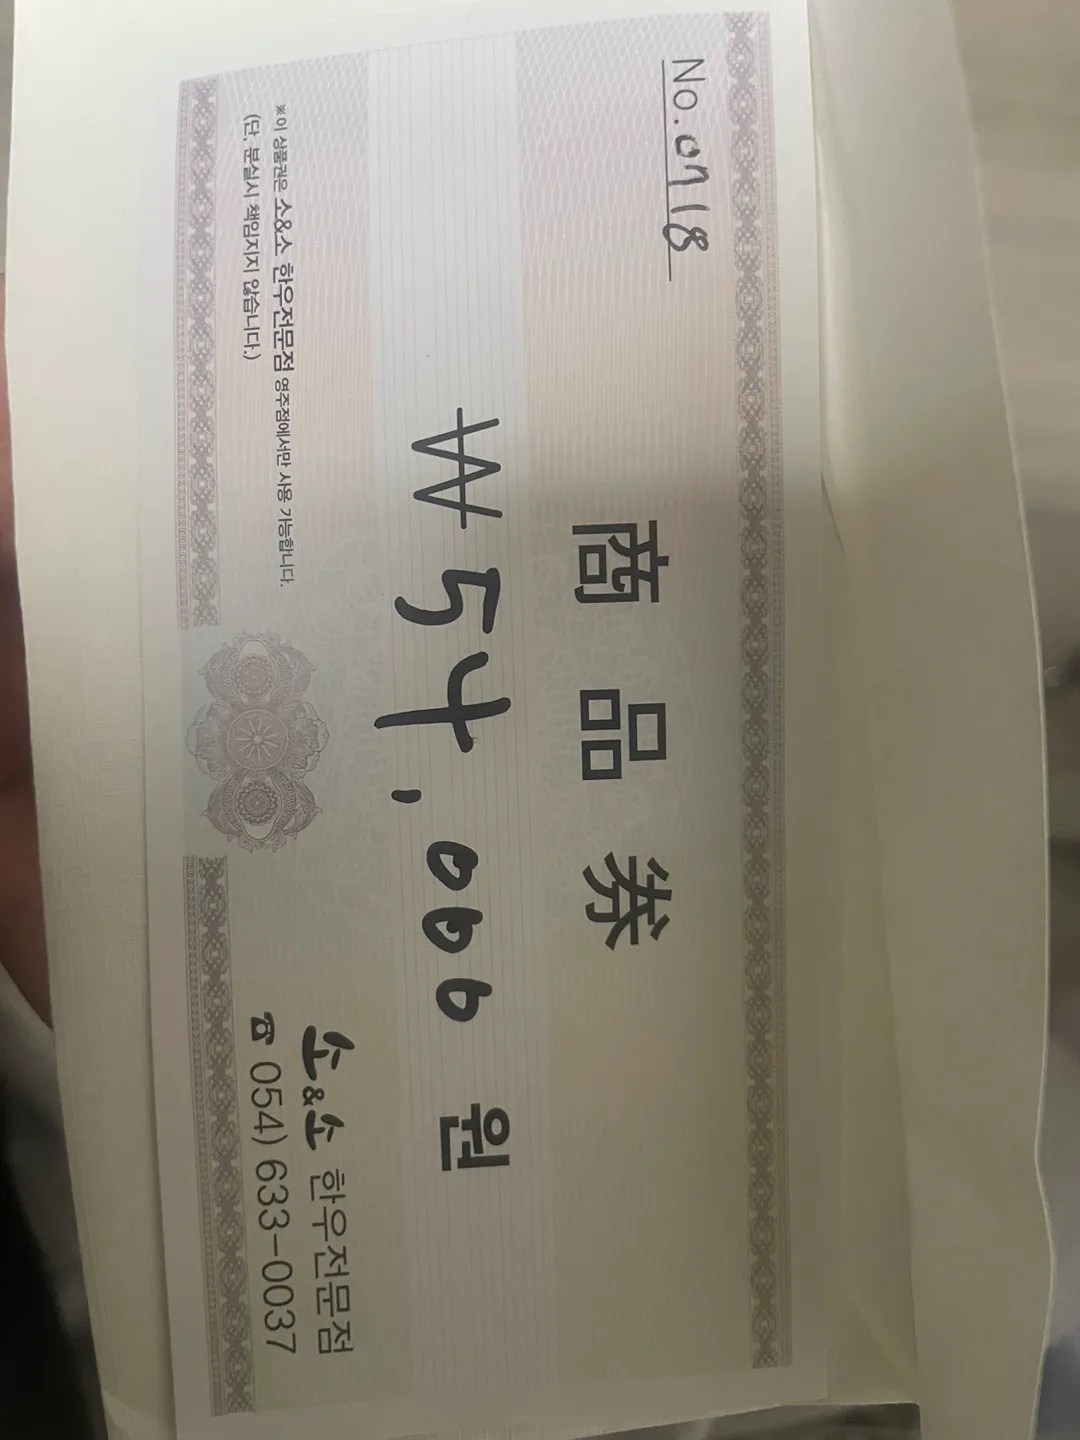 No. 0718
商品券
₩54,000 원
※이 상품권은 소&소 한우전문점 영주점에서만 사용 가능합니다.
(단, 분실시 책임지지 않습니다.)
소&소 한우전문점
☎ 054) 633-0037